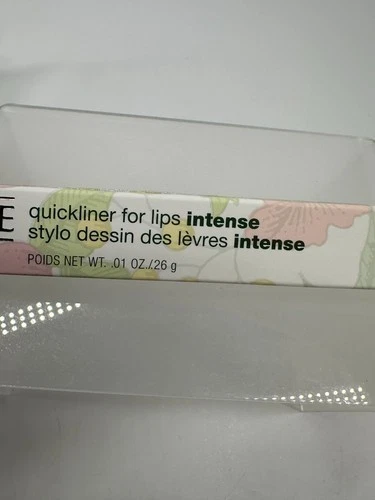 E
quickliner for lips intense
stylo dessin des lèvres intense
POIDS NET WT. .01 OZ./.26 g